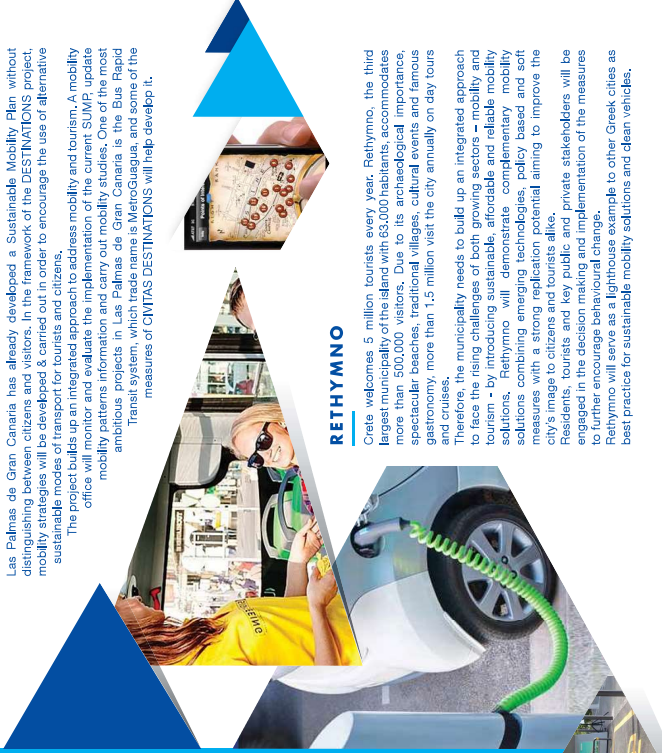 Las Palmas de Gran Canaria has already developed a Sustainable Mobility Plan without
distinguishing between citizens and visitors. In the framework of the DESTINATIONS project,
mobility strategies will be developed & carried out in order to encourage the use of alternative
sustainable modes of transport for tourists and citizens.
The project builds up an integrated approach to address mobility and tourism. A mobility
office will monitor and evaluate the implementation of the current SUMP, update
mobility patterns information and carry out mobility studies. One of the most
ambitious projects in Las Palmas de Gran Canaria is the Bus Rapid
Transit system, which trade name is MetroGuagua, and some of the
measures of CIVITAS DESTINATIONS will help develop it.
RETHYMNO
Crete welcomes 5 million tourists every year. Rethymno, the third
largest municipality of the island with 63.000 habitants, accommodates
more than 500.000 visitors. Due to its archaeological importance,
spectacular beaches, traditional villages, cultural events and famous
gastronomy, more than 1,5 million visit the city annually on day tours
and cruises.
Therefore, the municipality needs to build up an integrated approach
to face the rising challenges of both growing sectors – mobility and
tourism - by introducing sustainable, affordable and reliable mobility
solutions. Rethymno will demonstrate complementary mobility
solutions combining emerging technologies, policy based and soft
measures with a strong replication potential aiming to improve the
city's image to citizens and tourists alike.
Residents, tourists and key public and private stakeholders will be
engaged in the decision making and implementation of the measures
to further encourage behavioural change.
Rethymno will serve as a lighthouse example to other Greek cities as
best practice for sustainable mobility solutions and clean vehicles.